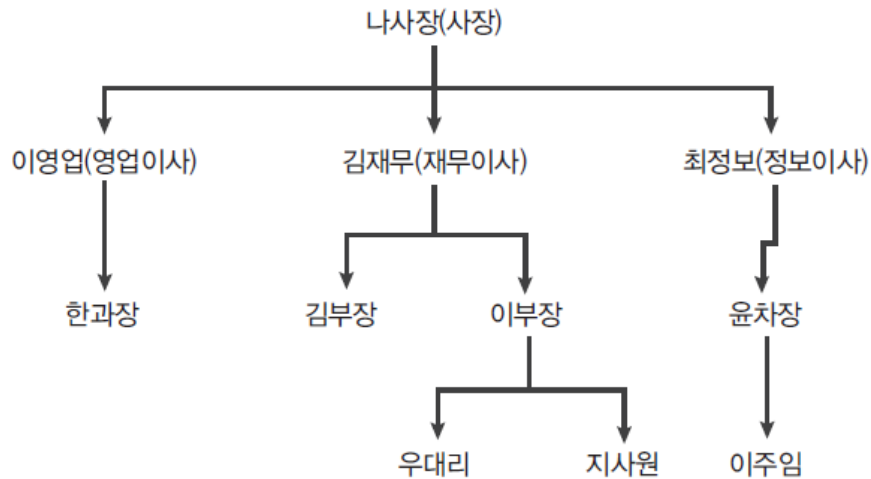 나사장(사장)
이영업(영업이사) 김재무(재무이사) 최정보(정보이사)
한과장 김부장 이부장 윤차장
우대리 지사원 이주임